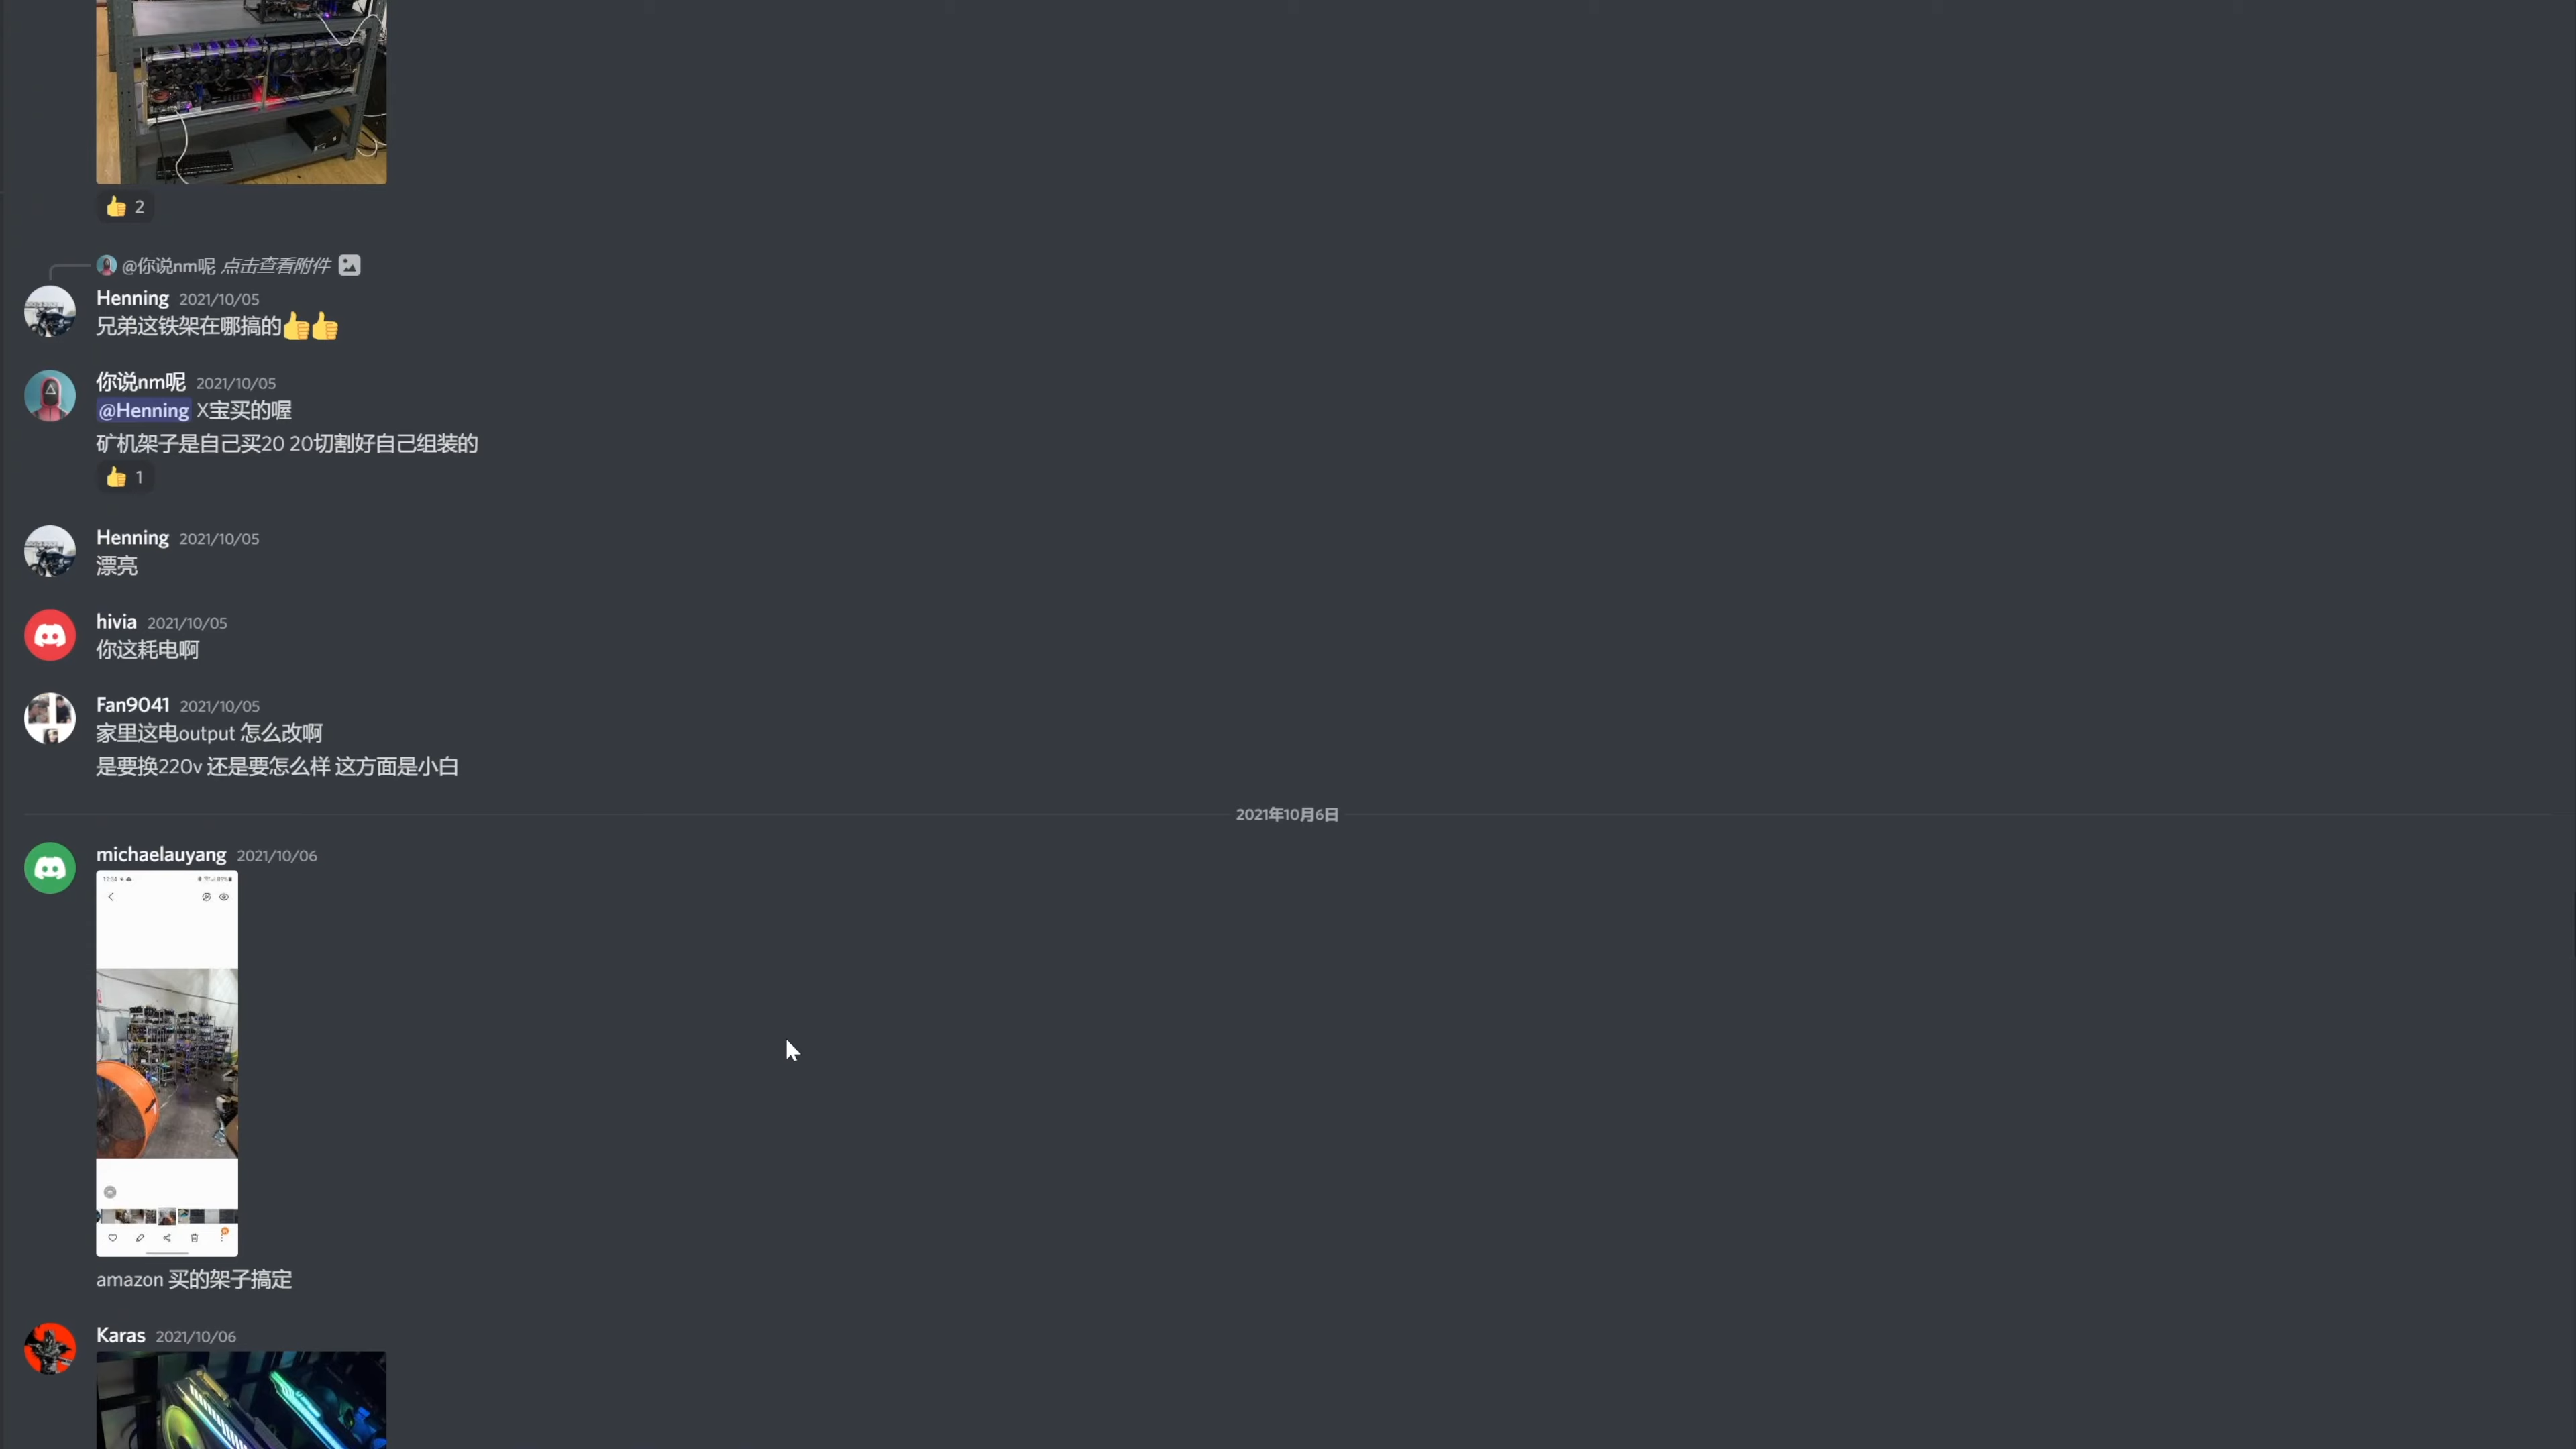 2
@你说nm呢 点击查看附件
Henning 2021/10/05
兄弟这铁架在哪搞的👍👍
你说nm呢 2021/10/05
@Henning X宝买的喔
矿机架子是自己买20 20切割好自己组装的
1
Henning 2021/10/05
漂亮
hivia 2021/10/05
你这耗电啊
Fan9041 2021/10/05
家里这电output 怎么改啊
是要换220v 还是要怎么样 这方面是小白
2021年10月6日
michaelauyang 2021/10/06
12:34 89%
amazon 买的架子搞定
Karas 2021/10/06